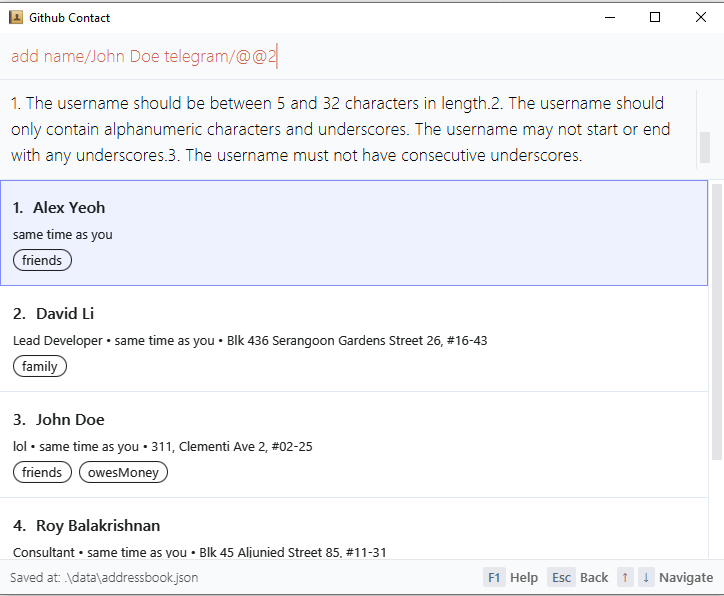 Github Contact
add name/John Doe telegram/@@2
1. The username should be between 5 and 32 characters in length.2. The username should
only contain alphanumeric characters and underscores. The username may not start or end
with any underscores.3. The username must not have consecutive underscores.
1. Alex Yeoh
same time as you
friends
2. David Li
Lead Developer • same time as you • Blk 436 Serangoon Gardens Street 26, #16-43
family
3. John Doe
lol • same time as you • 311, Clementi Ave 2, #02-25
friends owesMoney
4. Roy Balakrishnan
Consultant • same time as you • Blk 45 Aljunied Street 85, #11-31
Saved at: .\data\addressbook.json F1 Help Esc Back ↑ ↓ Navigate